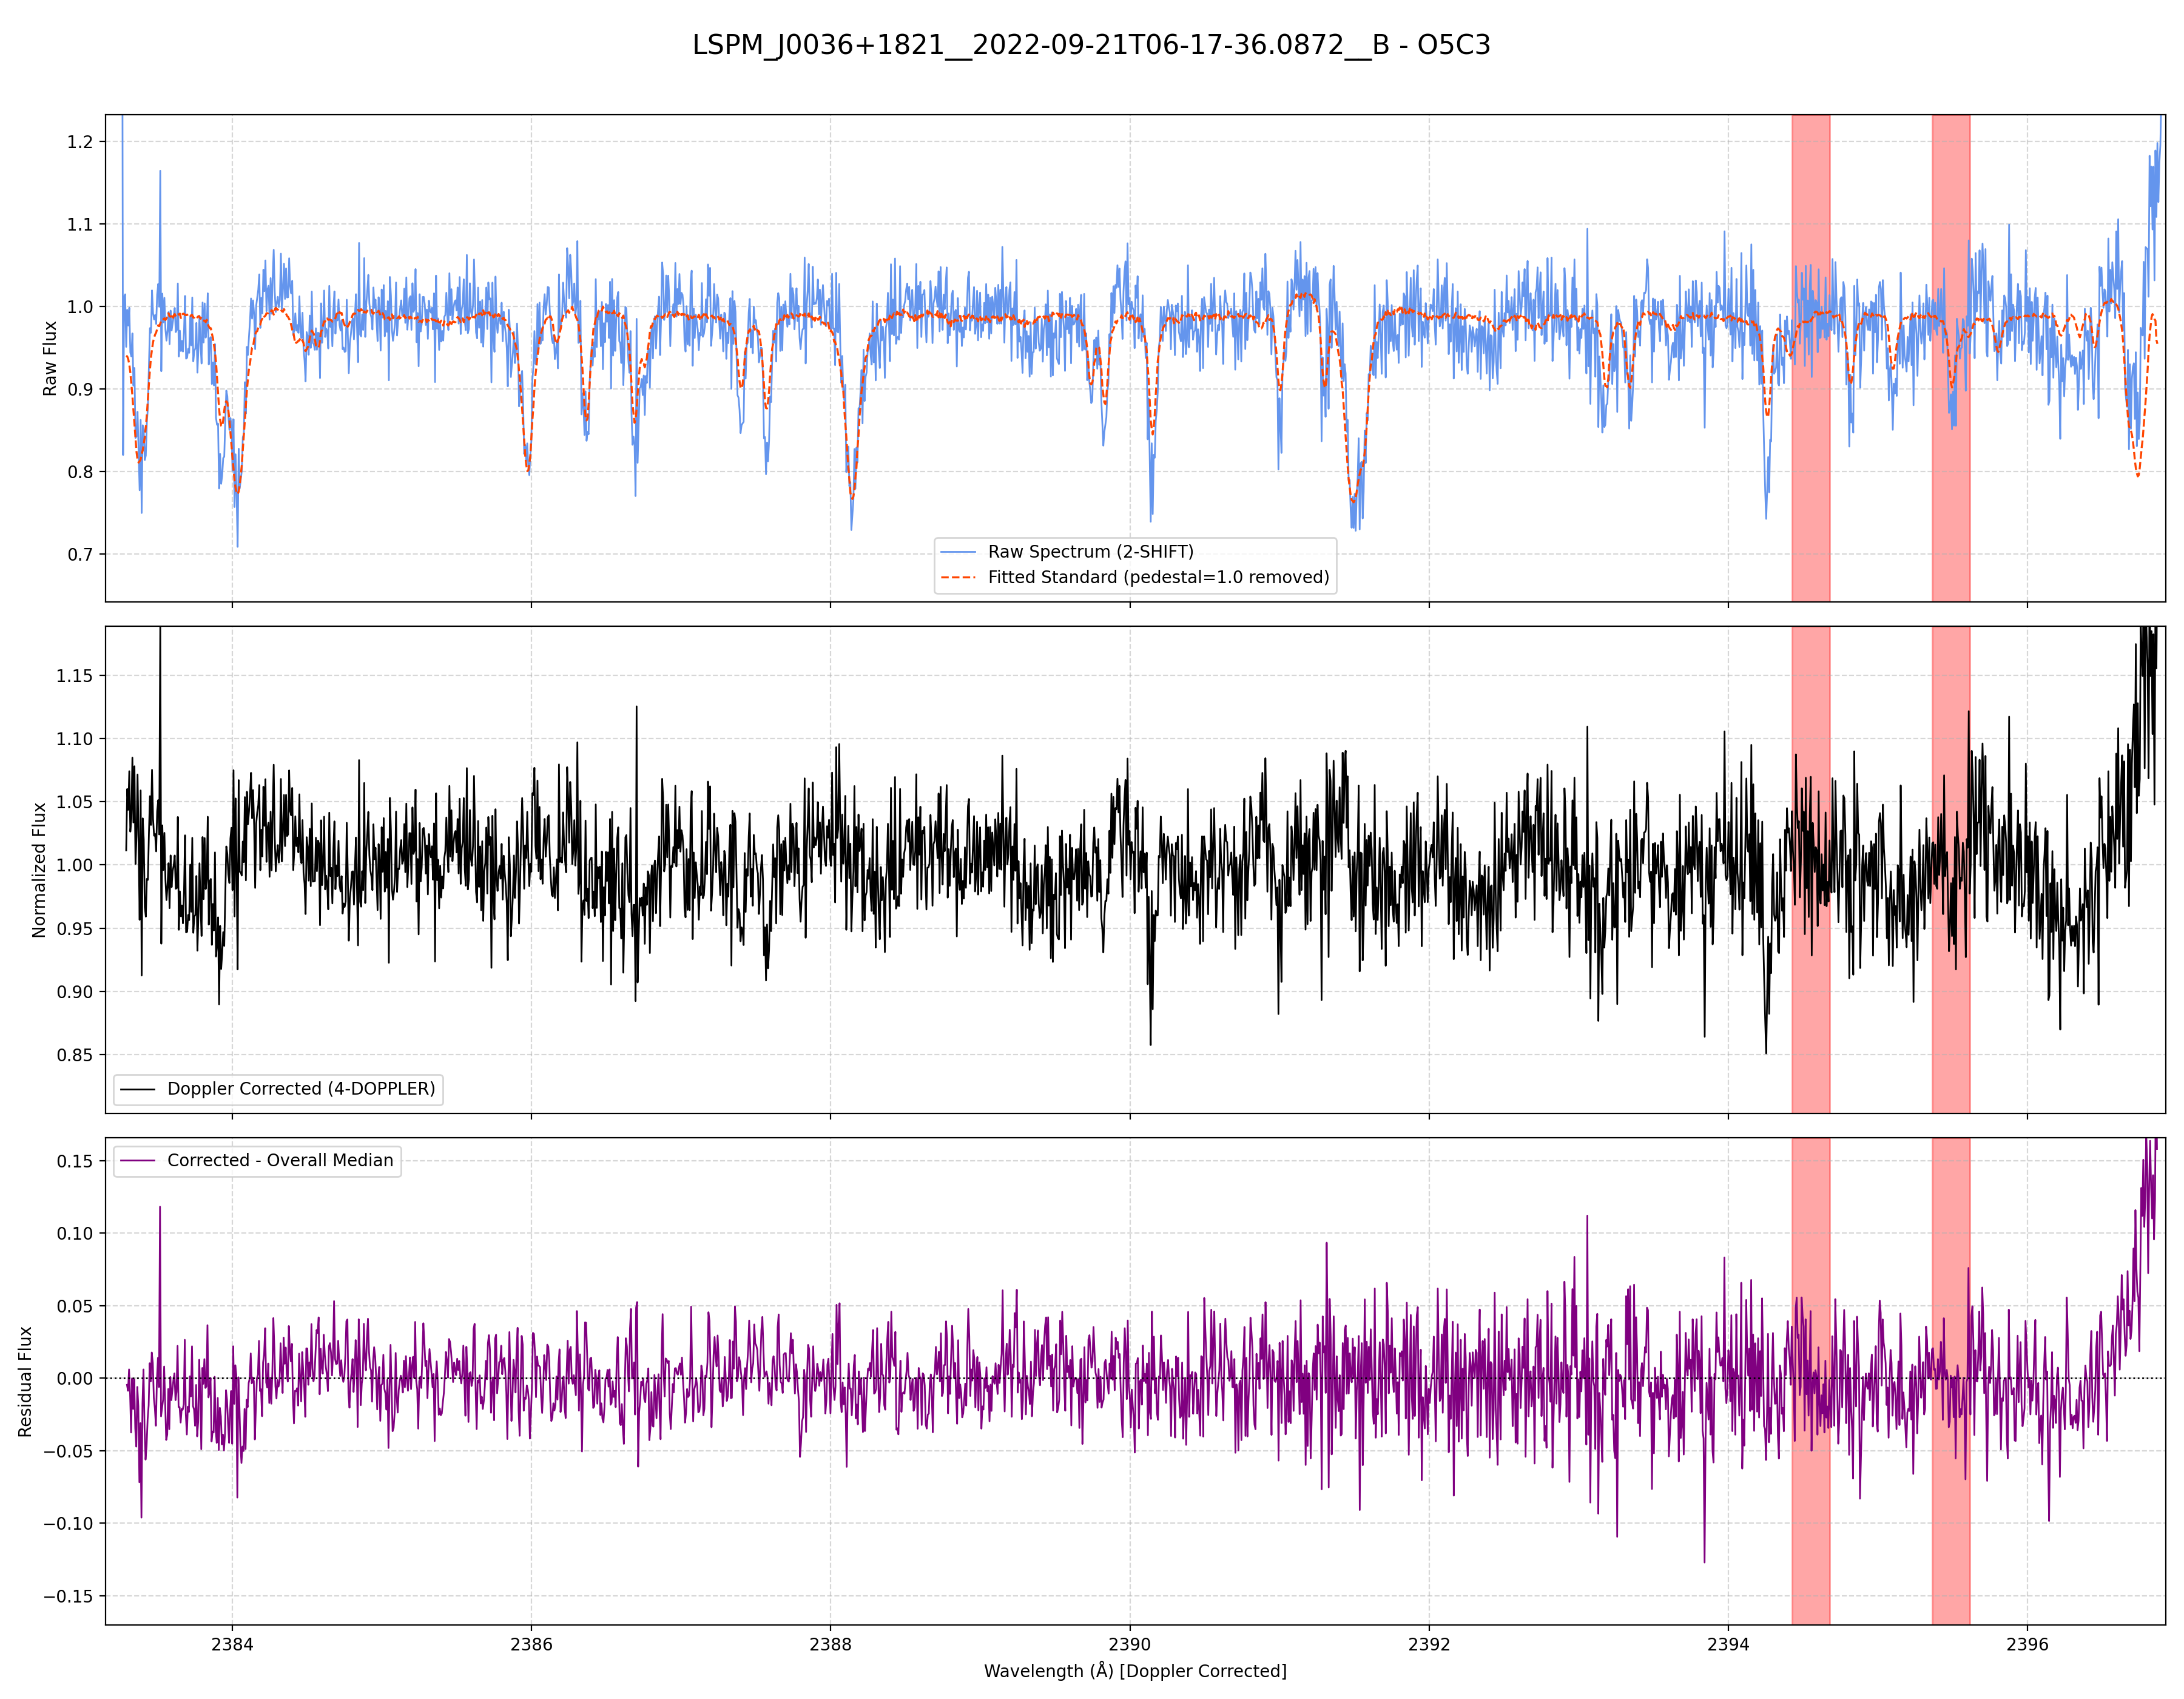 LSPM_J0036+1821__2022-09-21T06-17-36.0872__B - O5C3
1.2
1.1
1.0
0.9
0.8
0.7
Raw Flux
Raw Spectrum (2-SHIFT)
Fitted Standard (pedestal=1.0 removed)
1.15
1.10
1.05
1.00
0.95
0.90
0.85
Normalized Flux
Doppler Corrected (4-DOPPLER)
0.15
0.10
0.05
0.00
−0.05
−0.10
−0.15
Residual Flux
Corrected - Overall Median
2384 2386 2388 2390 2392 2394 2396
Wavelength (Å) [Doppler Corrected]